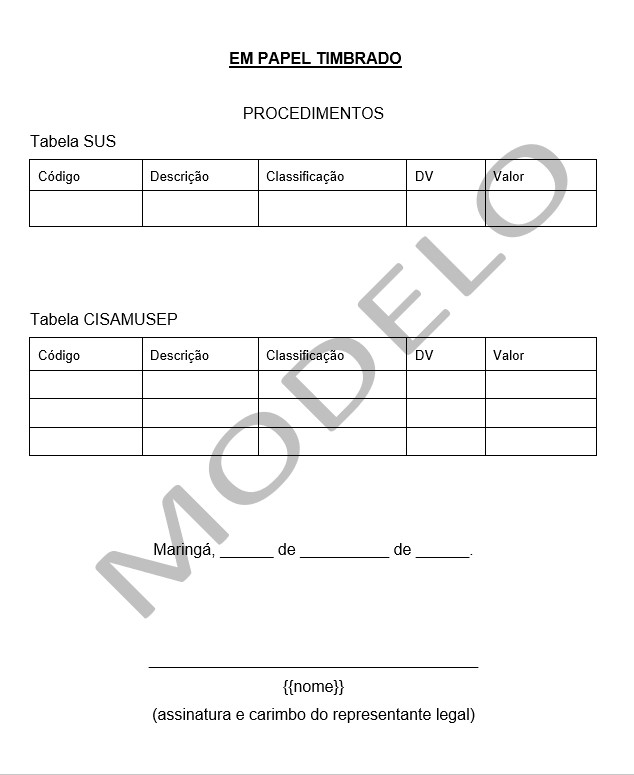 EM PAPEL TIMBRADO
PROCEDIMENTOS
Tabela SUS
Código Descrição Classificação DV Valor
Tabela CISAMUSEP
Código Descrição Classificação DV Valor
MODELO
Maringá, ______ de __________ de ______.
_____________________________________
{{nome}}
(assinatura e carimbo do representante legal)